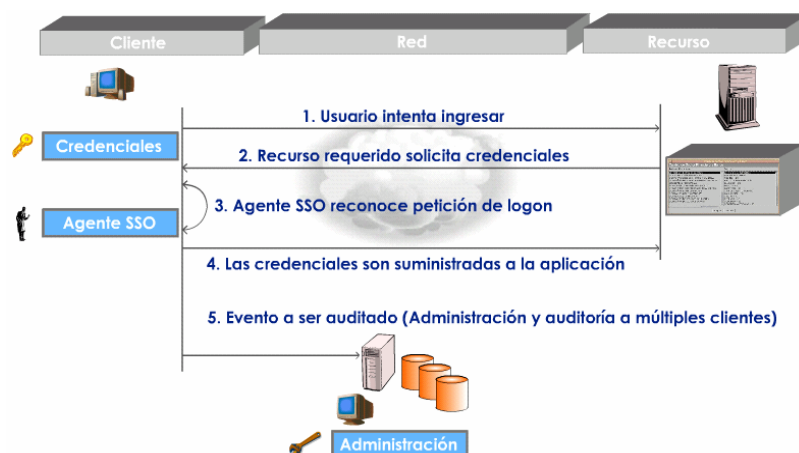 Cliente
Red
Recurso
1. Usuario intenta ingresar
Credenciales
2. Recurso requerido solicita credenciales
3. Agente SSO reconoce petición de logon
Agente SSO
4. Las credenciales son suministradas a la aplicación
5. Evento a ser auditado (Administración y auditoría a múltiples clientes)
Administración